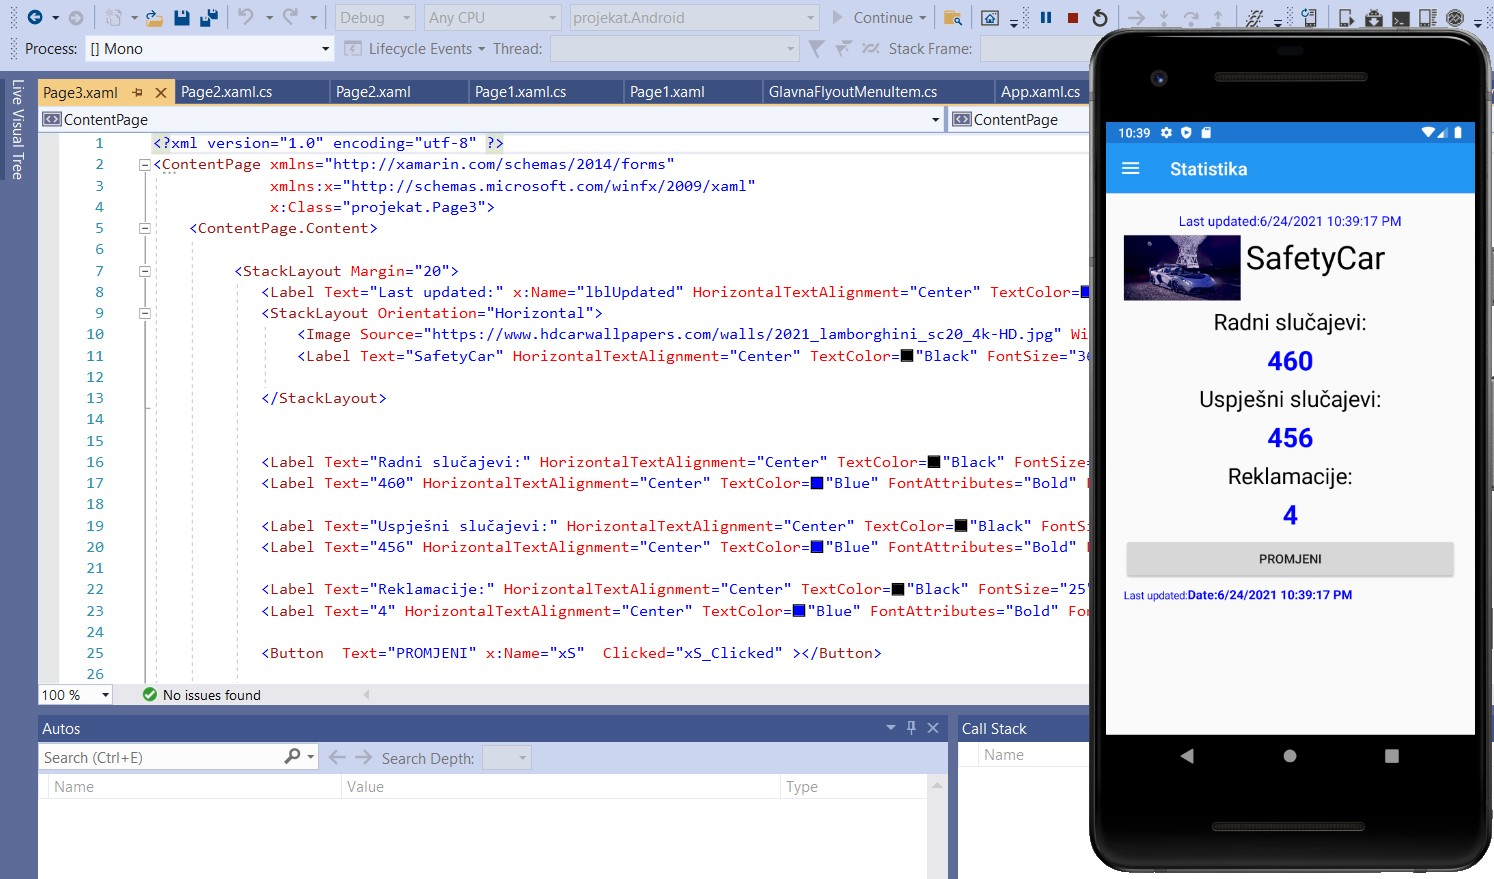 Debug Any CPU projekat.Android Continue
Process: [] Mono Lifecycle Events Thread: Stack Frame:
Live Visual Tree
Page3.xaml Page2.xaml.cs Page2.xaml Page1.xaml.cs Page1.xaml GlavnaFlyoutMenuItem.cs App.xaml.cs
ContentPage ContentPage
1 <?xml version="1.0" encoding="utf-8" ?>
2 <ContentPage xmlns="http://xamarin.com/schemas/2014/forms"
3 xmlns:x="http://schemas.microsoft.com/winfx/2009/xaml"
4 x:Class="projekat.Page3">
5 <ContentPage.Content>
6
7 <StackLayout Margin="20">
8 <Label Text="Last updated:" x:Name="lblUpdated" HorizontalTextAlignment="Center" TextColor=
9 <StackLayout Orientation="Horizontal">
10 <Image Source="https://www.hdcarwallpapers.com/walls/2021_lamborghini_sc20_4k-HD.jpg" Wi
11 <Label Text="SafetyCar" HorizontalTextAlignment="Center" TextColor="Black" FontSize="36
12
13 </StackLayout>
14
15
16 <Label Text="Radni slučajevi:" HorizontalTextAlignment="Center" TextColor="Black" FontSize=
17 <Label Text="460" HorizontalTextAlignment="Center" TextColor="Blue" FontAttributes="Bold" F
18
19 <Label Text="Uspješni slučajevi:" HorizontalTextAlignment="Center" TextColor="Black" FontSi
20 <Label Text="456" HorizontalTextAlignment="Center" TextColor="Blue" FontAttributes="Bold" F
21
22 <Label Text="Reklamacije:" HorizontalTextAlignment="Center" TextColor="Black" FontSize="25"
23 <Label Text="4" HorizontalTextAlignment="Center" TextColor="Blue" FontAttributes="Bold" Fon
24
25 <Button Text="PROMJENI" x:Name="xS" Clicked="xS_Clicked" ></Button>
26
100 % No issues found
Autos
Search (Ctrl+E) Search Depth:
Name Value Type
Call Stack
Name
10:39
Statistika
Last updated:6/24/2021 10:39:17 PM
SafetyCar
Radni slučajevi:
460
Uspješni slučajevi:
456
Reklamacije:
4
PROMJENI
Last updated:Date:6/24/2021 10:39:17 PM